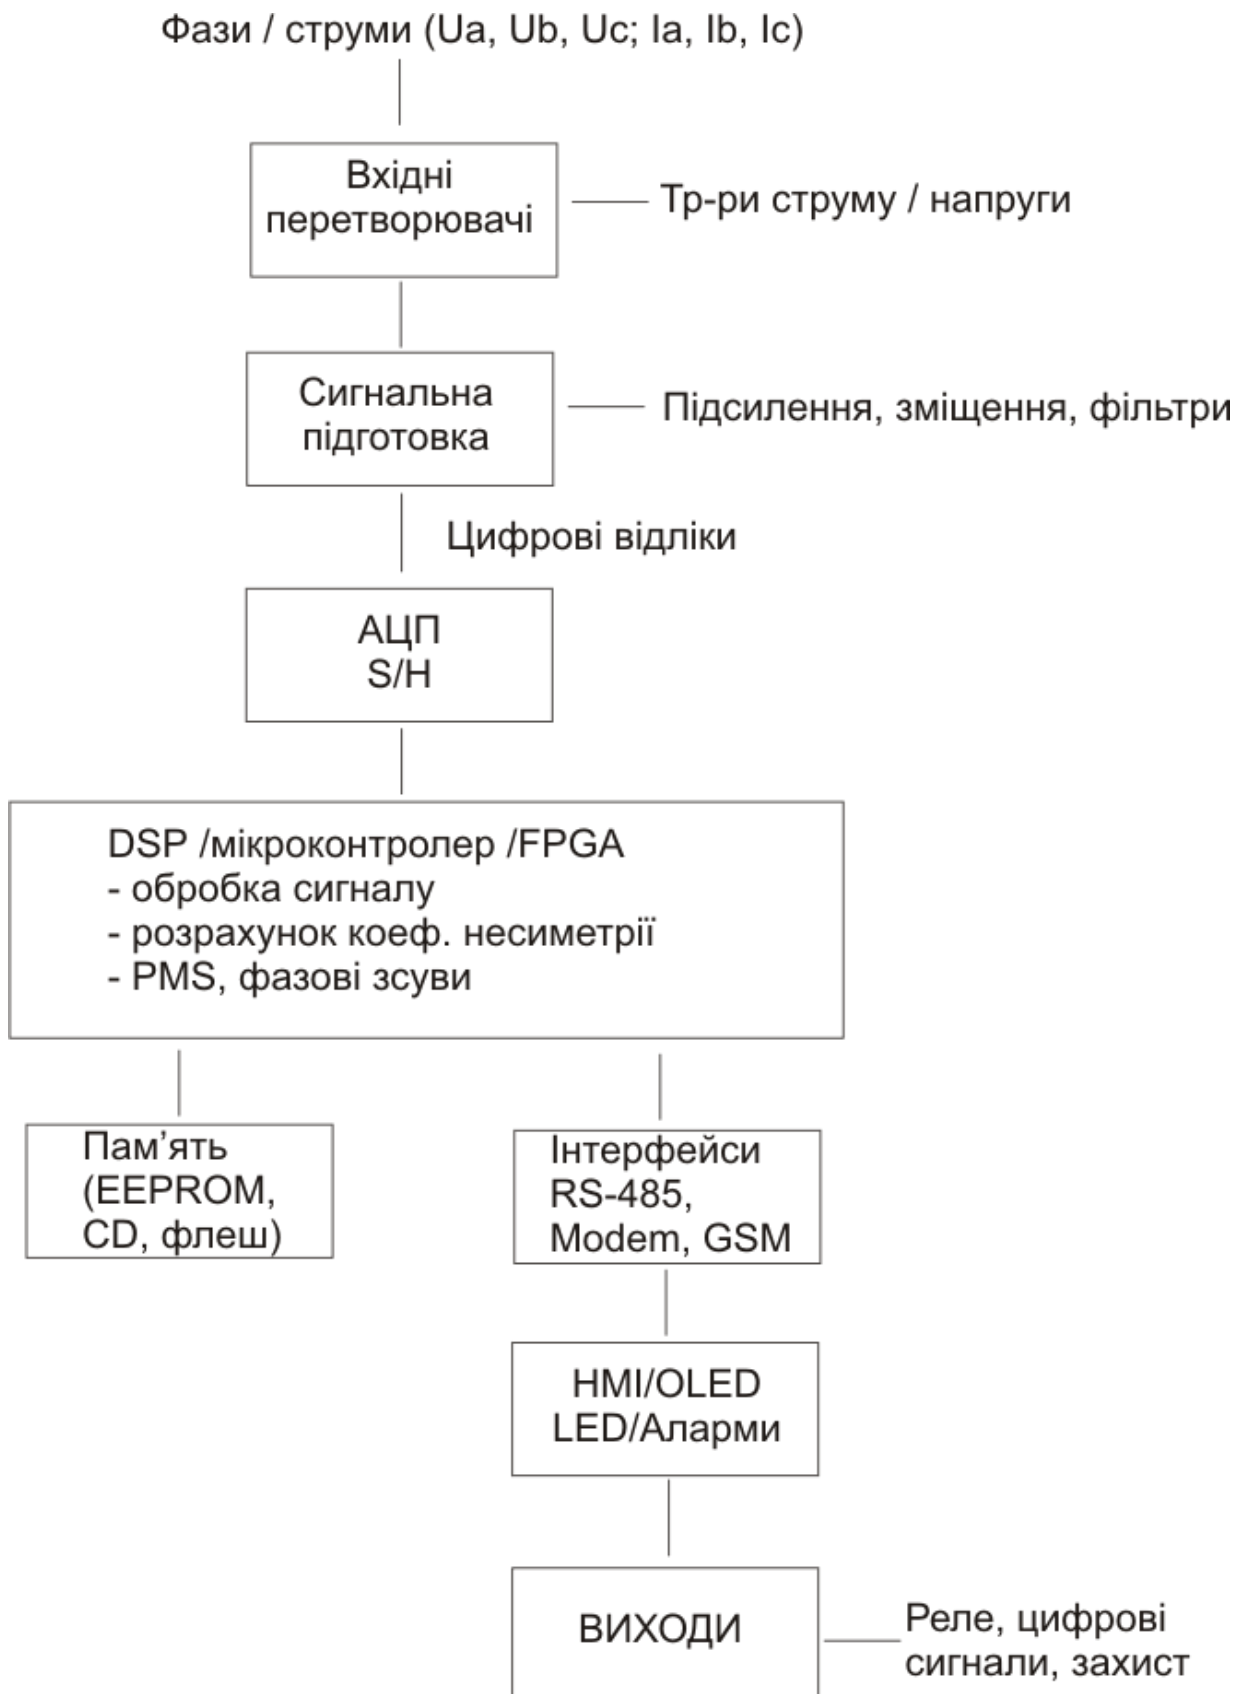 Фази / струми (Ua, Ub, Uc; Ia, Ib, Ic)
Вхідні
перетворювачі
Тр-ри струму / напруги
Сигнальна
підготовка
Підсилення, зміщення, фільтри
Цифрові відліки
АЦП
S/H
DSP /мікроконтролер /FPGA
- обробка сигналу
- розрахунок коеф. несиметрії
- PMS, фазові зсуви
Пам’ять
(EEPROM,
CD, флеш)
Інтерфейси
RS-485,
Modem, GSM
HMI/OLED
LED/Аларми
ВИХОДИ
Реле, цифрові
сигнали, захист